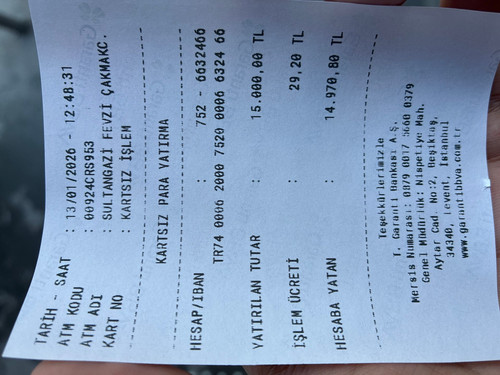 TARİH - SAAT : 13/01/2026 - 12:48:31
ATM KODU : 00924CRS953
ATM ADI : SULTANGAZİ FEVZİ ÇAKMAKC.
KART NO : KARTSIZ İŞLEM
KARTSIZ PARA YATIRMA
HESAP/IBAN : 752 - 6632466
TR74 0006 2000 7520 0006 6324 66
YATIRILAN TUTAR : 15.000,00 TL
İŞLEM ÜCRETİ : 29,20 TL
HESABA YATAN : 14.970,80 TL
Teşekkürlerimizle
T. Garanti Bankası A.Ş.
Mersis Numarası: 0879 0017 5660 0379
Genel Müdürlük: Nispetiye Mah.
Aytar Cad. No:2, Beşiktaş,
34340, Levent, İstanbul
www.garantibbva.com.tr